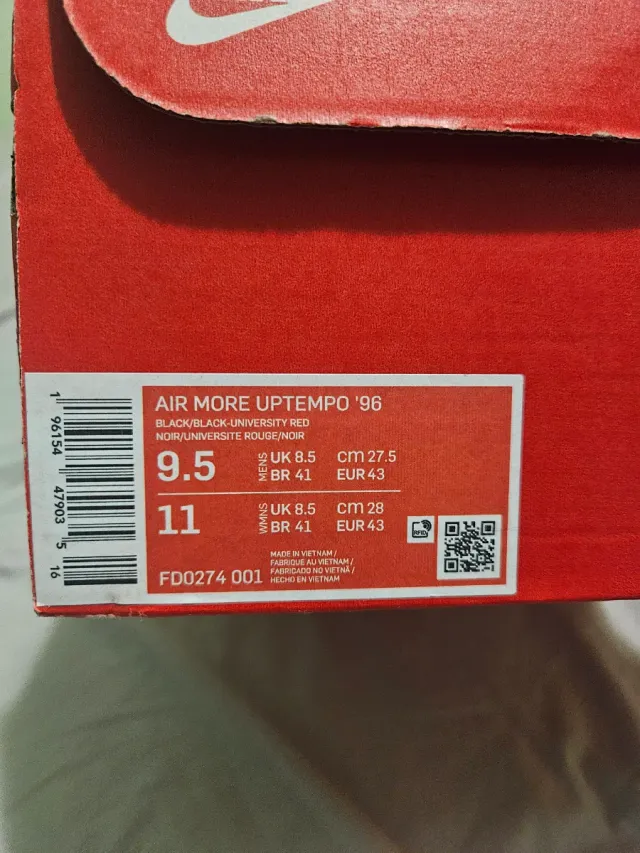 AIR MORE UPTEMPO '96
BLACK/BLACK-UNIVERSITY RED
NOIR/UNIVERSITE ROUGE/NOIR
9.5 MENS UK 8.5 cm 27.5
BR 41 EUR 43
11 WMNS UK 8.5 cm 28
BR 41 EUR 43
FD0274 001
MADE IN VIETNAM /
FABRIQUÉ AU VIETNAM /
FABRICADO NO VIETNÃ /
HECHO EN VIETNAM
RFID
1 96154 47903 5 16